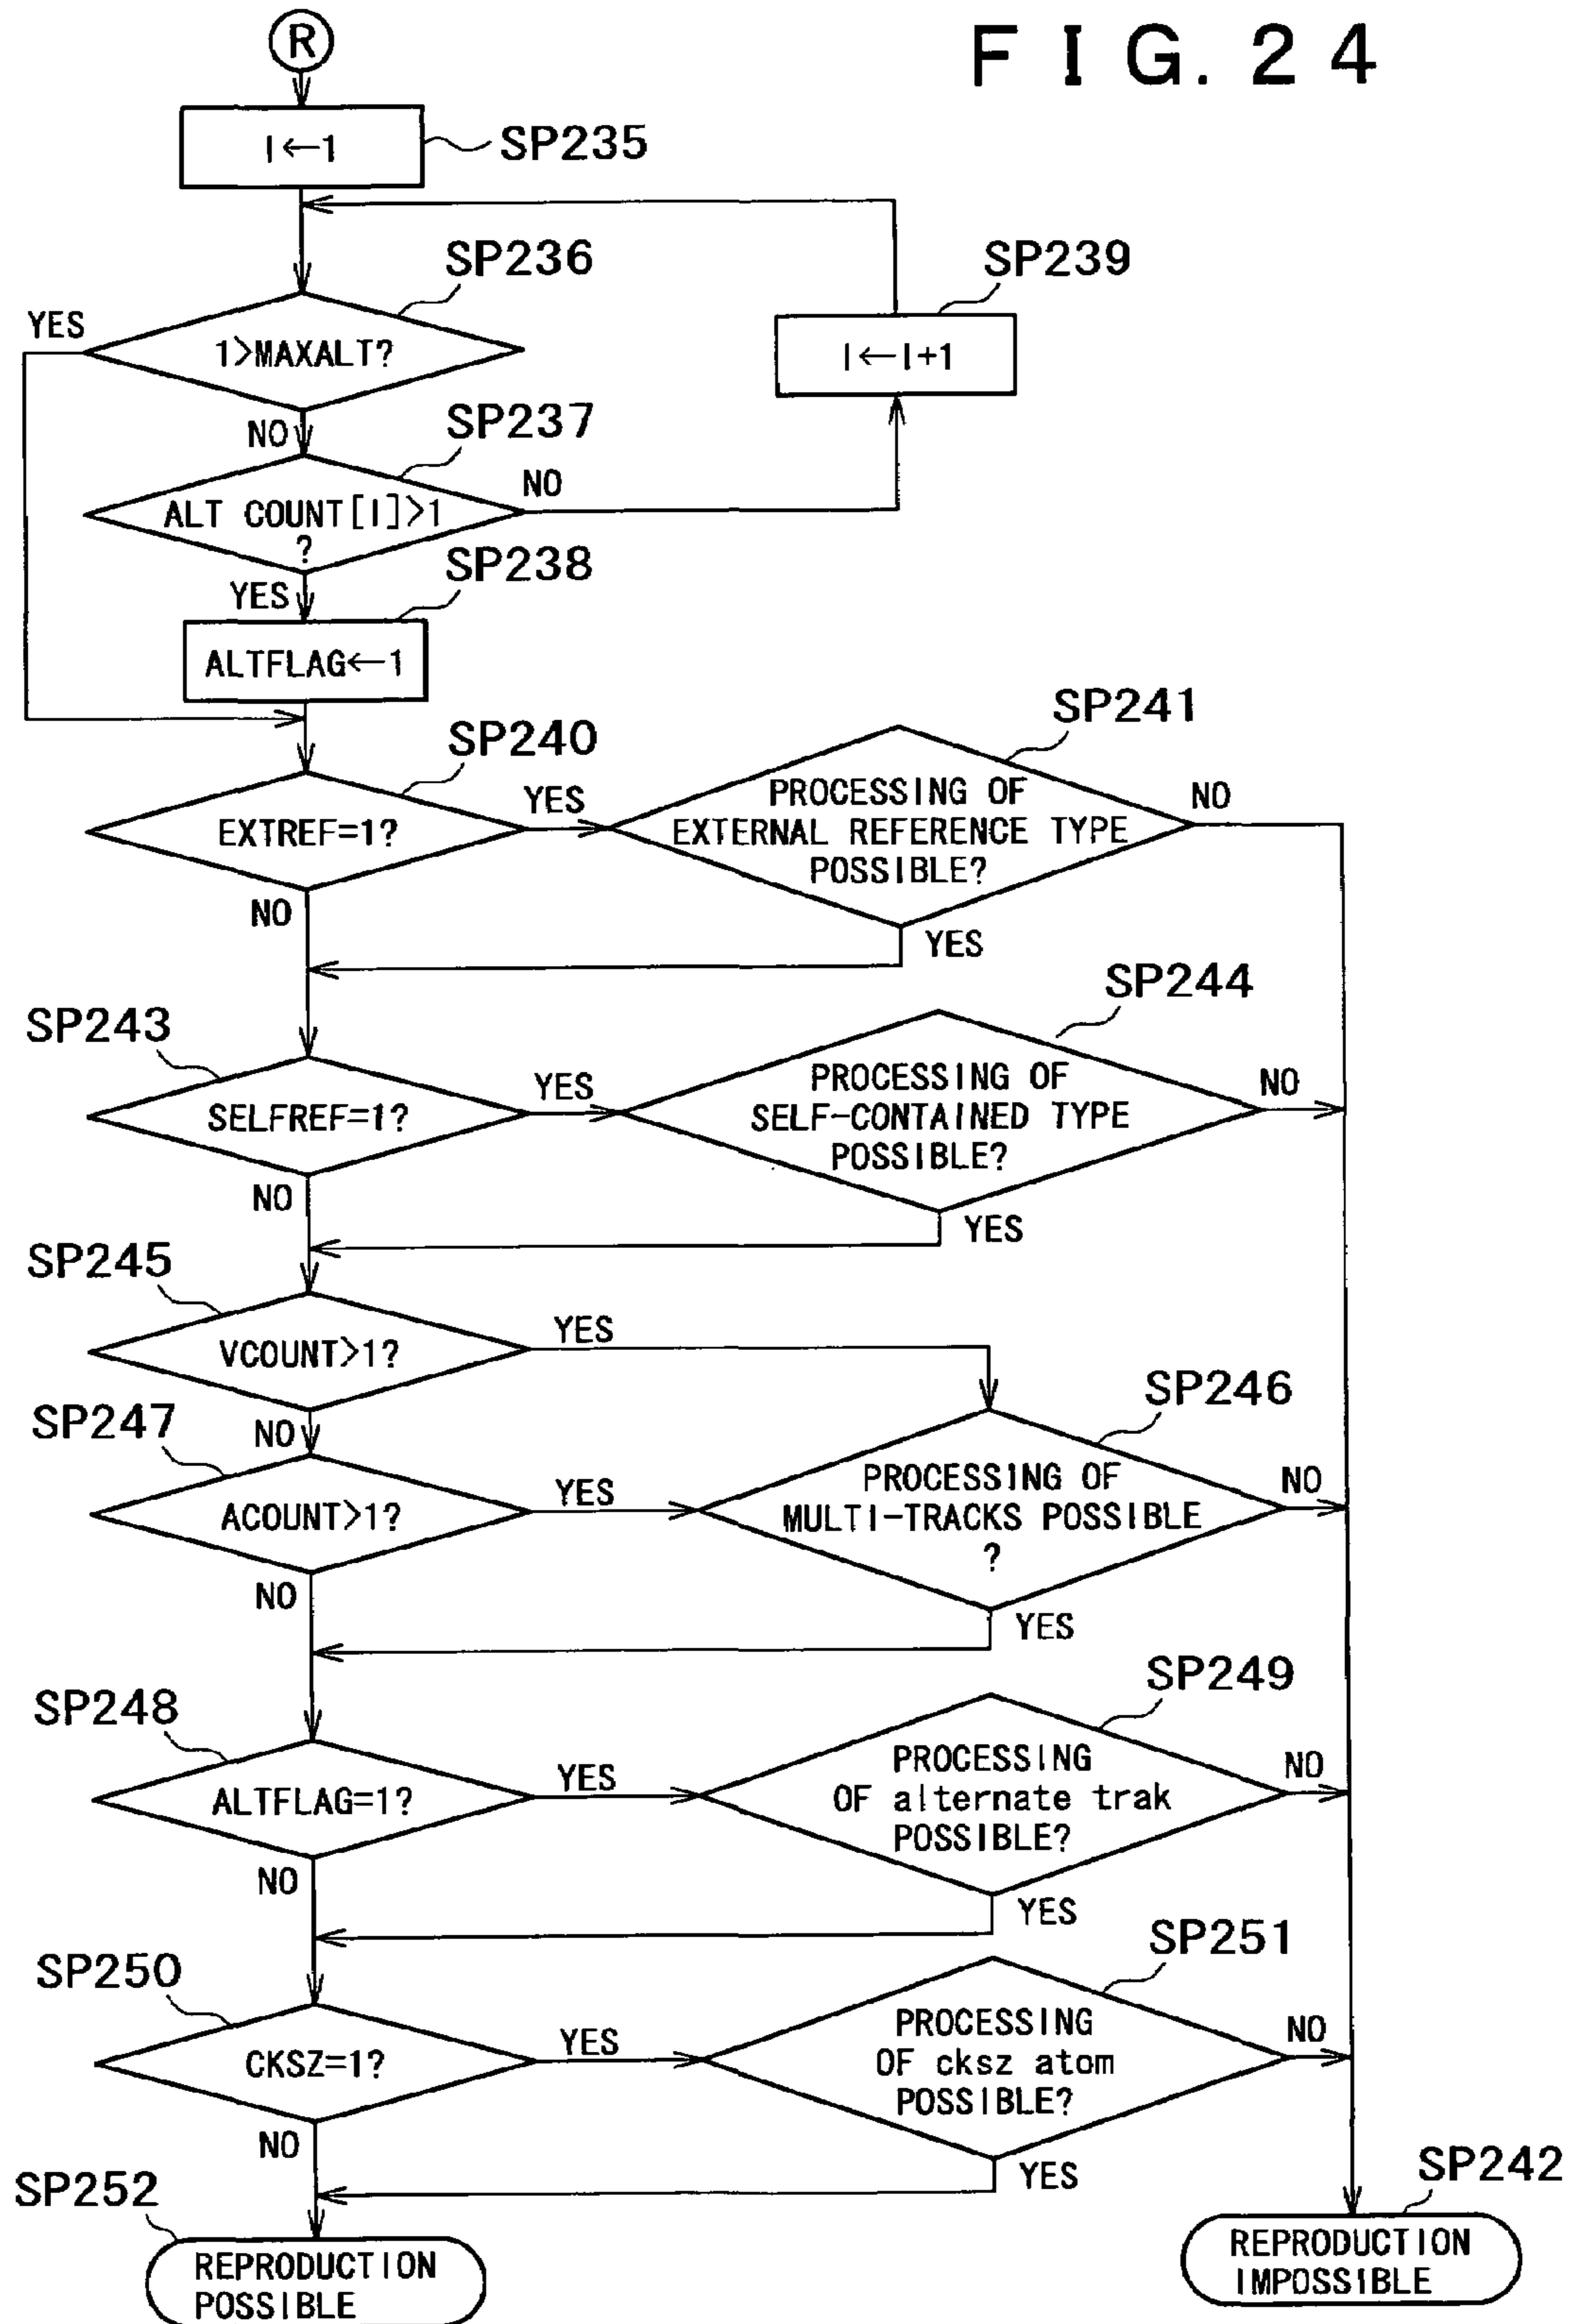 FIG. 24
R
I←1
SP235
SP236
SP239
YES
1>MAXALT?
I←I+1
NO
SP237
NO
ALT COUNT[I]>1
?
SP238
YES
ALTFLAG←1
SP241
SP240
YES
PROCESSING OF
EXTERNAL REFERENCE TYPE
POSSIBLE?
NO
EXTREF=1?
NO
YES
SP244
SP243
YES
PROCESSING OF
SELF-CONTAINED TYPE
POSSIBLE?
NO
SELFREF=1?
NO
YES
SP245
YES
VCOUNT>1?
SP246
SP247
NO
PROCESSING OF
MULTI-TRACKS POSSIBLE
?
NO
YES
ACOUNT>1?
NO
YES
SP249
SP248
PROCESSING
OF alternate trak
POSSIBLE?
NO
YES
ALTFLAG=1?
NO
YES
SP251
SP250
PROCESSING
OF cksz atom
POSSIBLE?
NO
YES
CKSZ=1?
NO
YES
SP252
SP242
REPRODUCTION
POSSIBLE
REPRODUCTION
IMPOSSIBLE